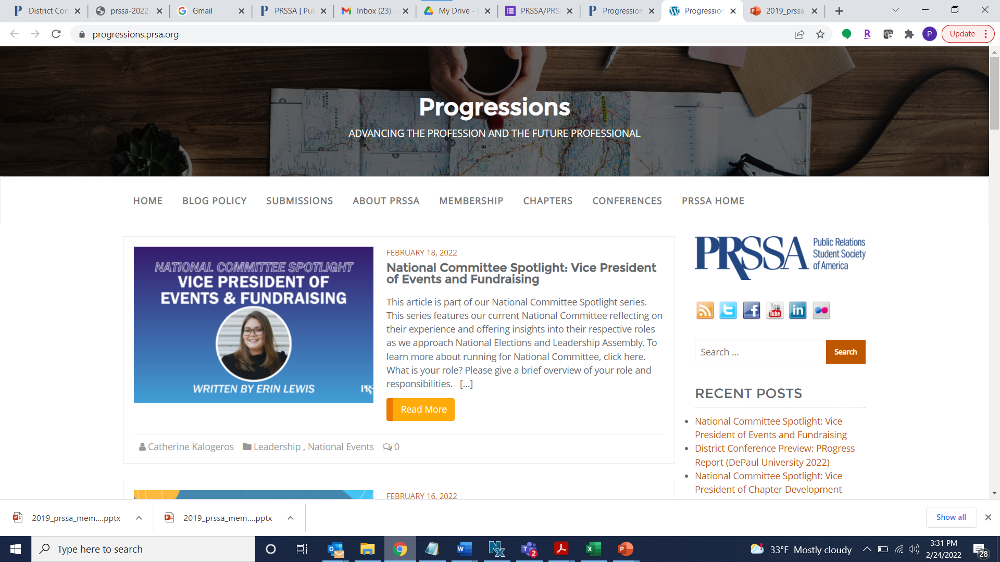 District Con
prssa-2022-
Gmail
PRSSA | Pub
Inbox (23) -
My Drive -
PRSSA/PRS
Progression
Progression
2019_prssa_
progressions.prsa.org
P
Update
Progressions
ADVANCING THE PROFESSION AND THE FUTURE PROFESSIONAL
HOME
BLOG POLICY
SUBMISSIONS
ABOUT PRSSA
MEMBERSHIP
CHAPTERS
CONFERENCES
PRSSA HOME
NATIONAL COMMITTEE SPOTLIGHT
VICE PRESIDENT OF
EVENTS & FUNDRAISING
WRITTEN BY ERIN LEWIS
FEBRUARY 18, 2022
National Committee Spotlight: Vice President
of Events and Fundraising
This article is part of our National Committee Spotlight series.
This series features our current National Committee reflecting on
their experience and offering insights into their respective roles
as we approach National Elections and Leadership Assembly. To
learn more about running for National Committee, click here.
What is your role? Please give a brief overview of your role and
responsibilities.   [...]
Read More
Catherine Kalogeros
Leadership , National Events
0
FEBRUARY 16, 2022
PRSSA
Public Relations
Student Society
of America
You
Tube
in
Search ...
Search
RECENT POSTS
National Committee Spotlight: Vice
President of Events and Fundraising
District Conference Preview: PRogress
Report (DePaul University 2022)
National Committee Spotlight: Vice
President of Chapter Development
2019_prssa_mem....pptx
2019_prssa_mem....pptx
Show all
Type here to search
33°F Mostly cloudy
3:31 PM
2/24/2022
28